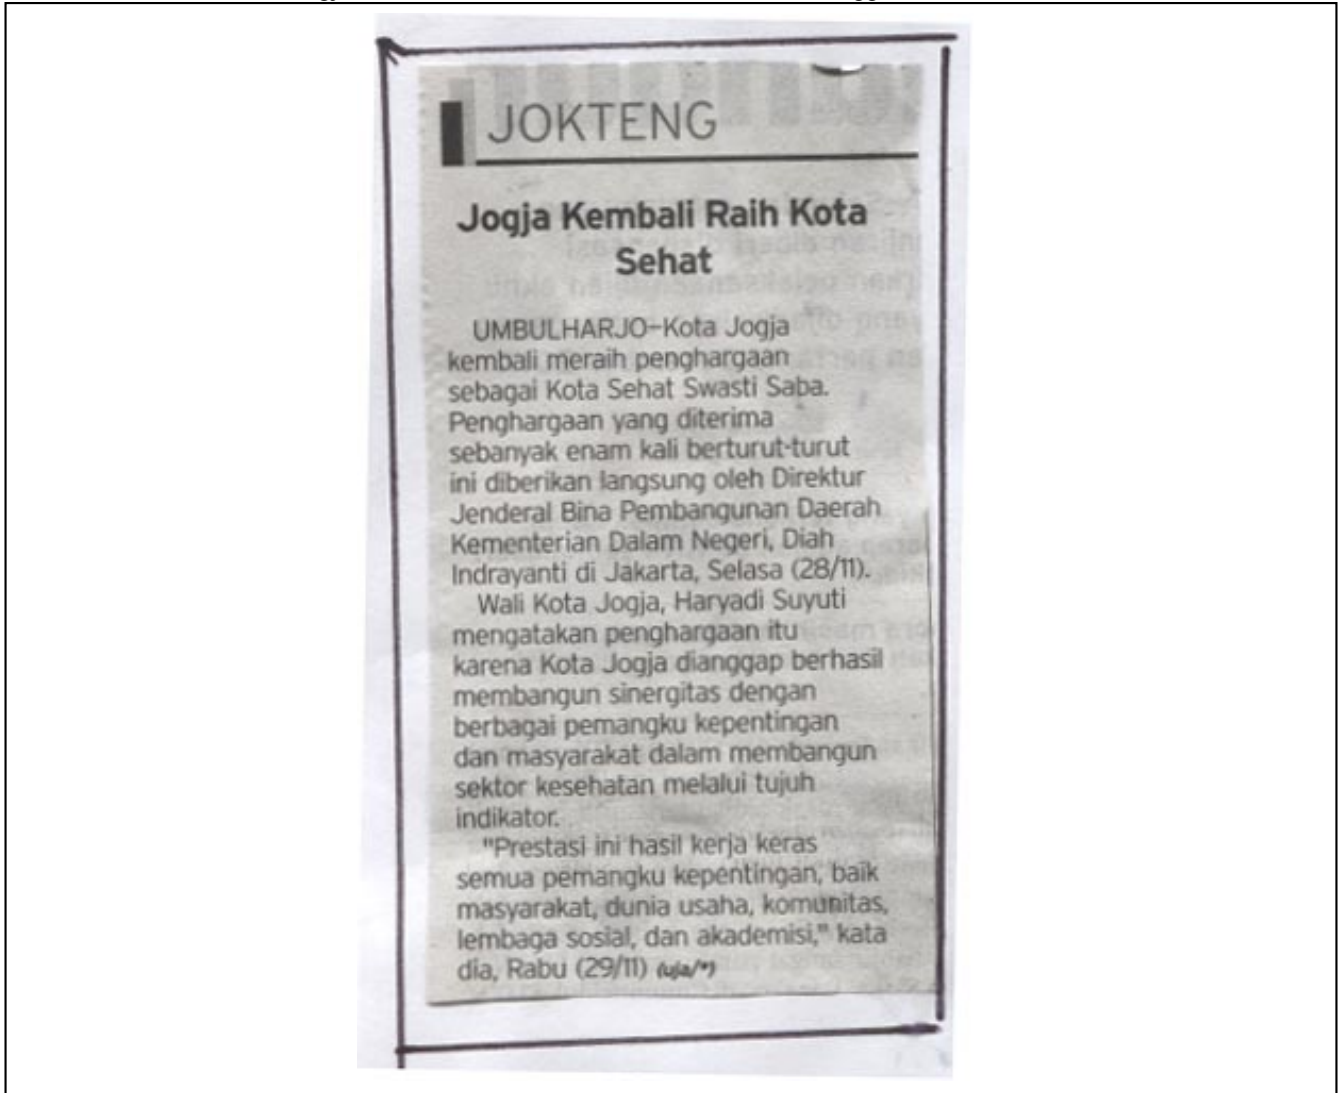 JOKTENG
Jogja Kembali Raih Kota
Sehat
UMBULHARJO–Kota Jogja
kembali meraih penghargaan
sebagai Kota Sehat Swasti Saba.
Penghargaan yang diterima
sebanyak enam kali berturut-turut
ini diberikan langsung oleh Direktur
Jenderal Bina Pembangunan Daerah
Kementerian Dalam Negeri, Diah
Indrayanti di Jakarta, Selasa (28/11).
Wali Kota Jogja, Haryadi Suyuti
mengatakan penghargaan itu
karena Kota Jogja dianggap berhasil
membangun sinergitas dengan
berbagai pemangku kepentingan
dan masyarakat dalam membangun
sektor kesehatan melalui tujuh
indikator.
"Prestasi ini hasil kerja keras
semua pemangku kepentingan, baik
masyarakat, dunia usaha, komunitas,
lembaga sosial, dan akademisi," kata
dia, Rabu (29/11) (uja/*)